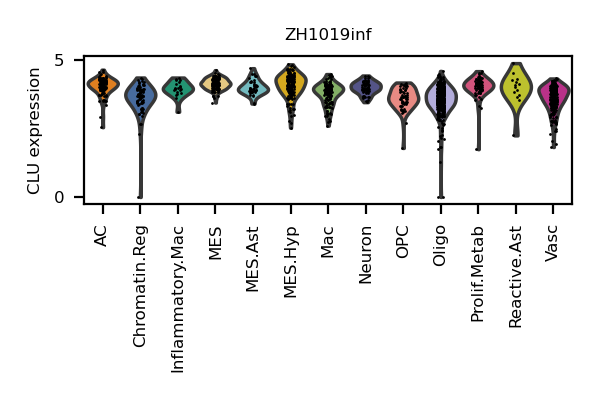 ZH1019inf
CLU expression
5
0
AC
Chromatin.Reg
Inflammatory.Mac
MES
MES.Ast
MES.Hyp
Mac
Neuron
OPC
Oligo
Prolif.Metab
Reactive.Ast
Vasc